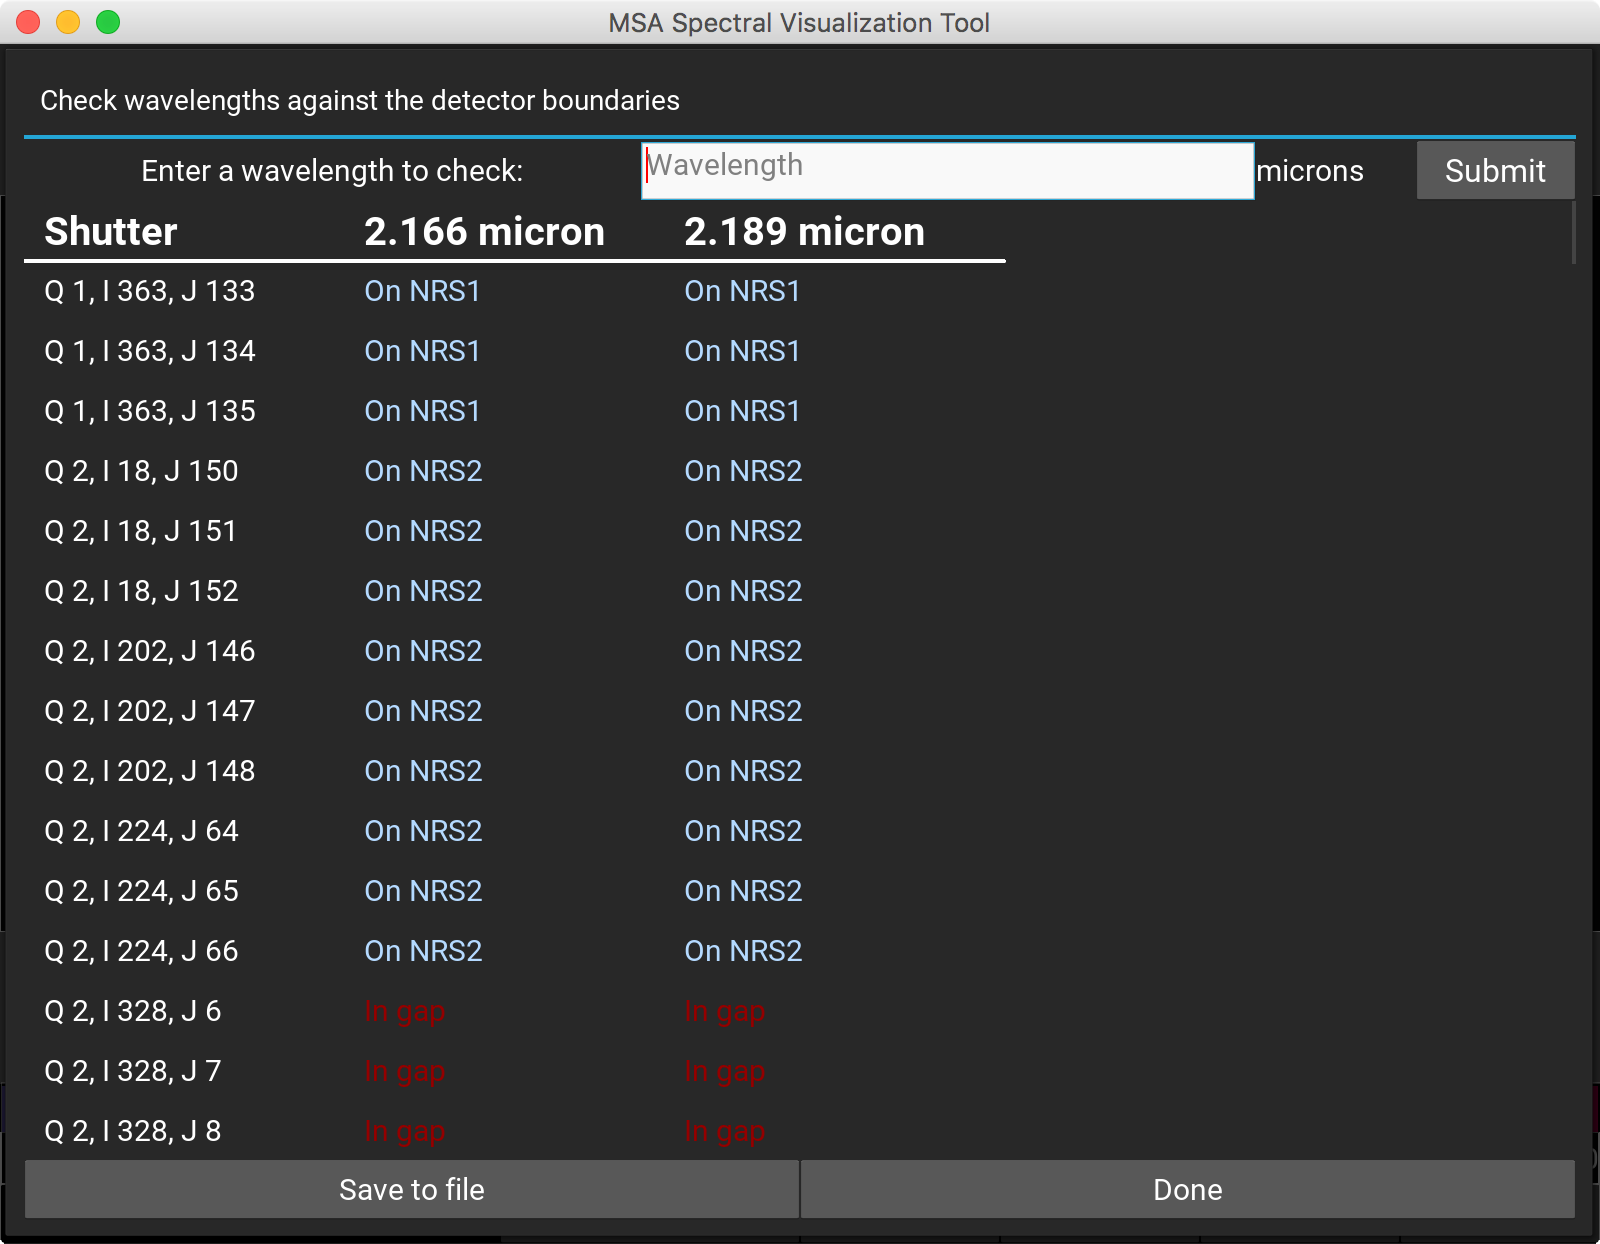 MSA Spectral Visualization Tool
Check wavelengths against the detector boundaries
Enter a wavelength to check: Wavelength microns Submit
Shutter 2.166 micron 2.189 micron
Q 1, I 363, J 133 On NRS1 On NRS1
Q 1, I 363, J 134 On NRS1 On NRS1
Q 1, I 363, J 135 On NRS1 On NRS1
Q 2, I 18, J 150 On NRS2 On NRS2
Q 2, I 18, J 151 On NRS2 On NRS2
Q 2, I 18, J 152 On NRS2 On NRS2
Q 2, I 202, J 146 On NRS2 On NRS2
Q 2, I 202, J 147 On NRS2 On NRS2
Q 2, I 202, J 148 On NRS2 On NRS2
Q 2, I 224, J 64 On NRS2 On NRS2
Q 2, I 224, J 65 On NRS2 On NRS2
Q 2, I 224, J 66 On NRS2 On NRS2
Q 2, I 328, J 6 In gap In gap
Q 2, I 328, J 7 In gap In gap
Q 2, I 328, J 8 In gap In gap
Save to file Done